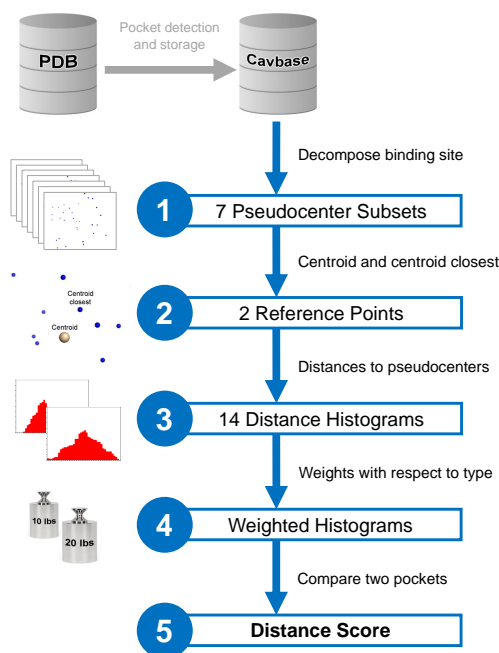 Pocket detection
and storage
PDB
Cavbase
Decompose binding site
1
7 Pseudocenter Subsets
Centroid and centroid closest
Centroid
closest
Centroid
2
2 Reference Points
Distances to pseudocenters
3
14 Distance Histograms
Weights with respect to type
10 lbs
20 lbs
4
Weighted Histograms
Compare two pockets
5
Distance Score